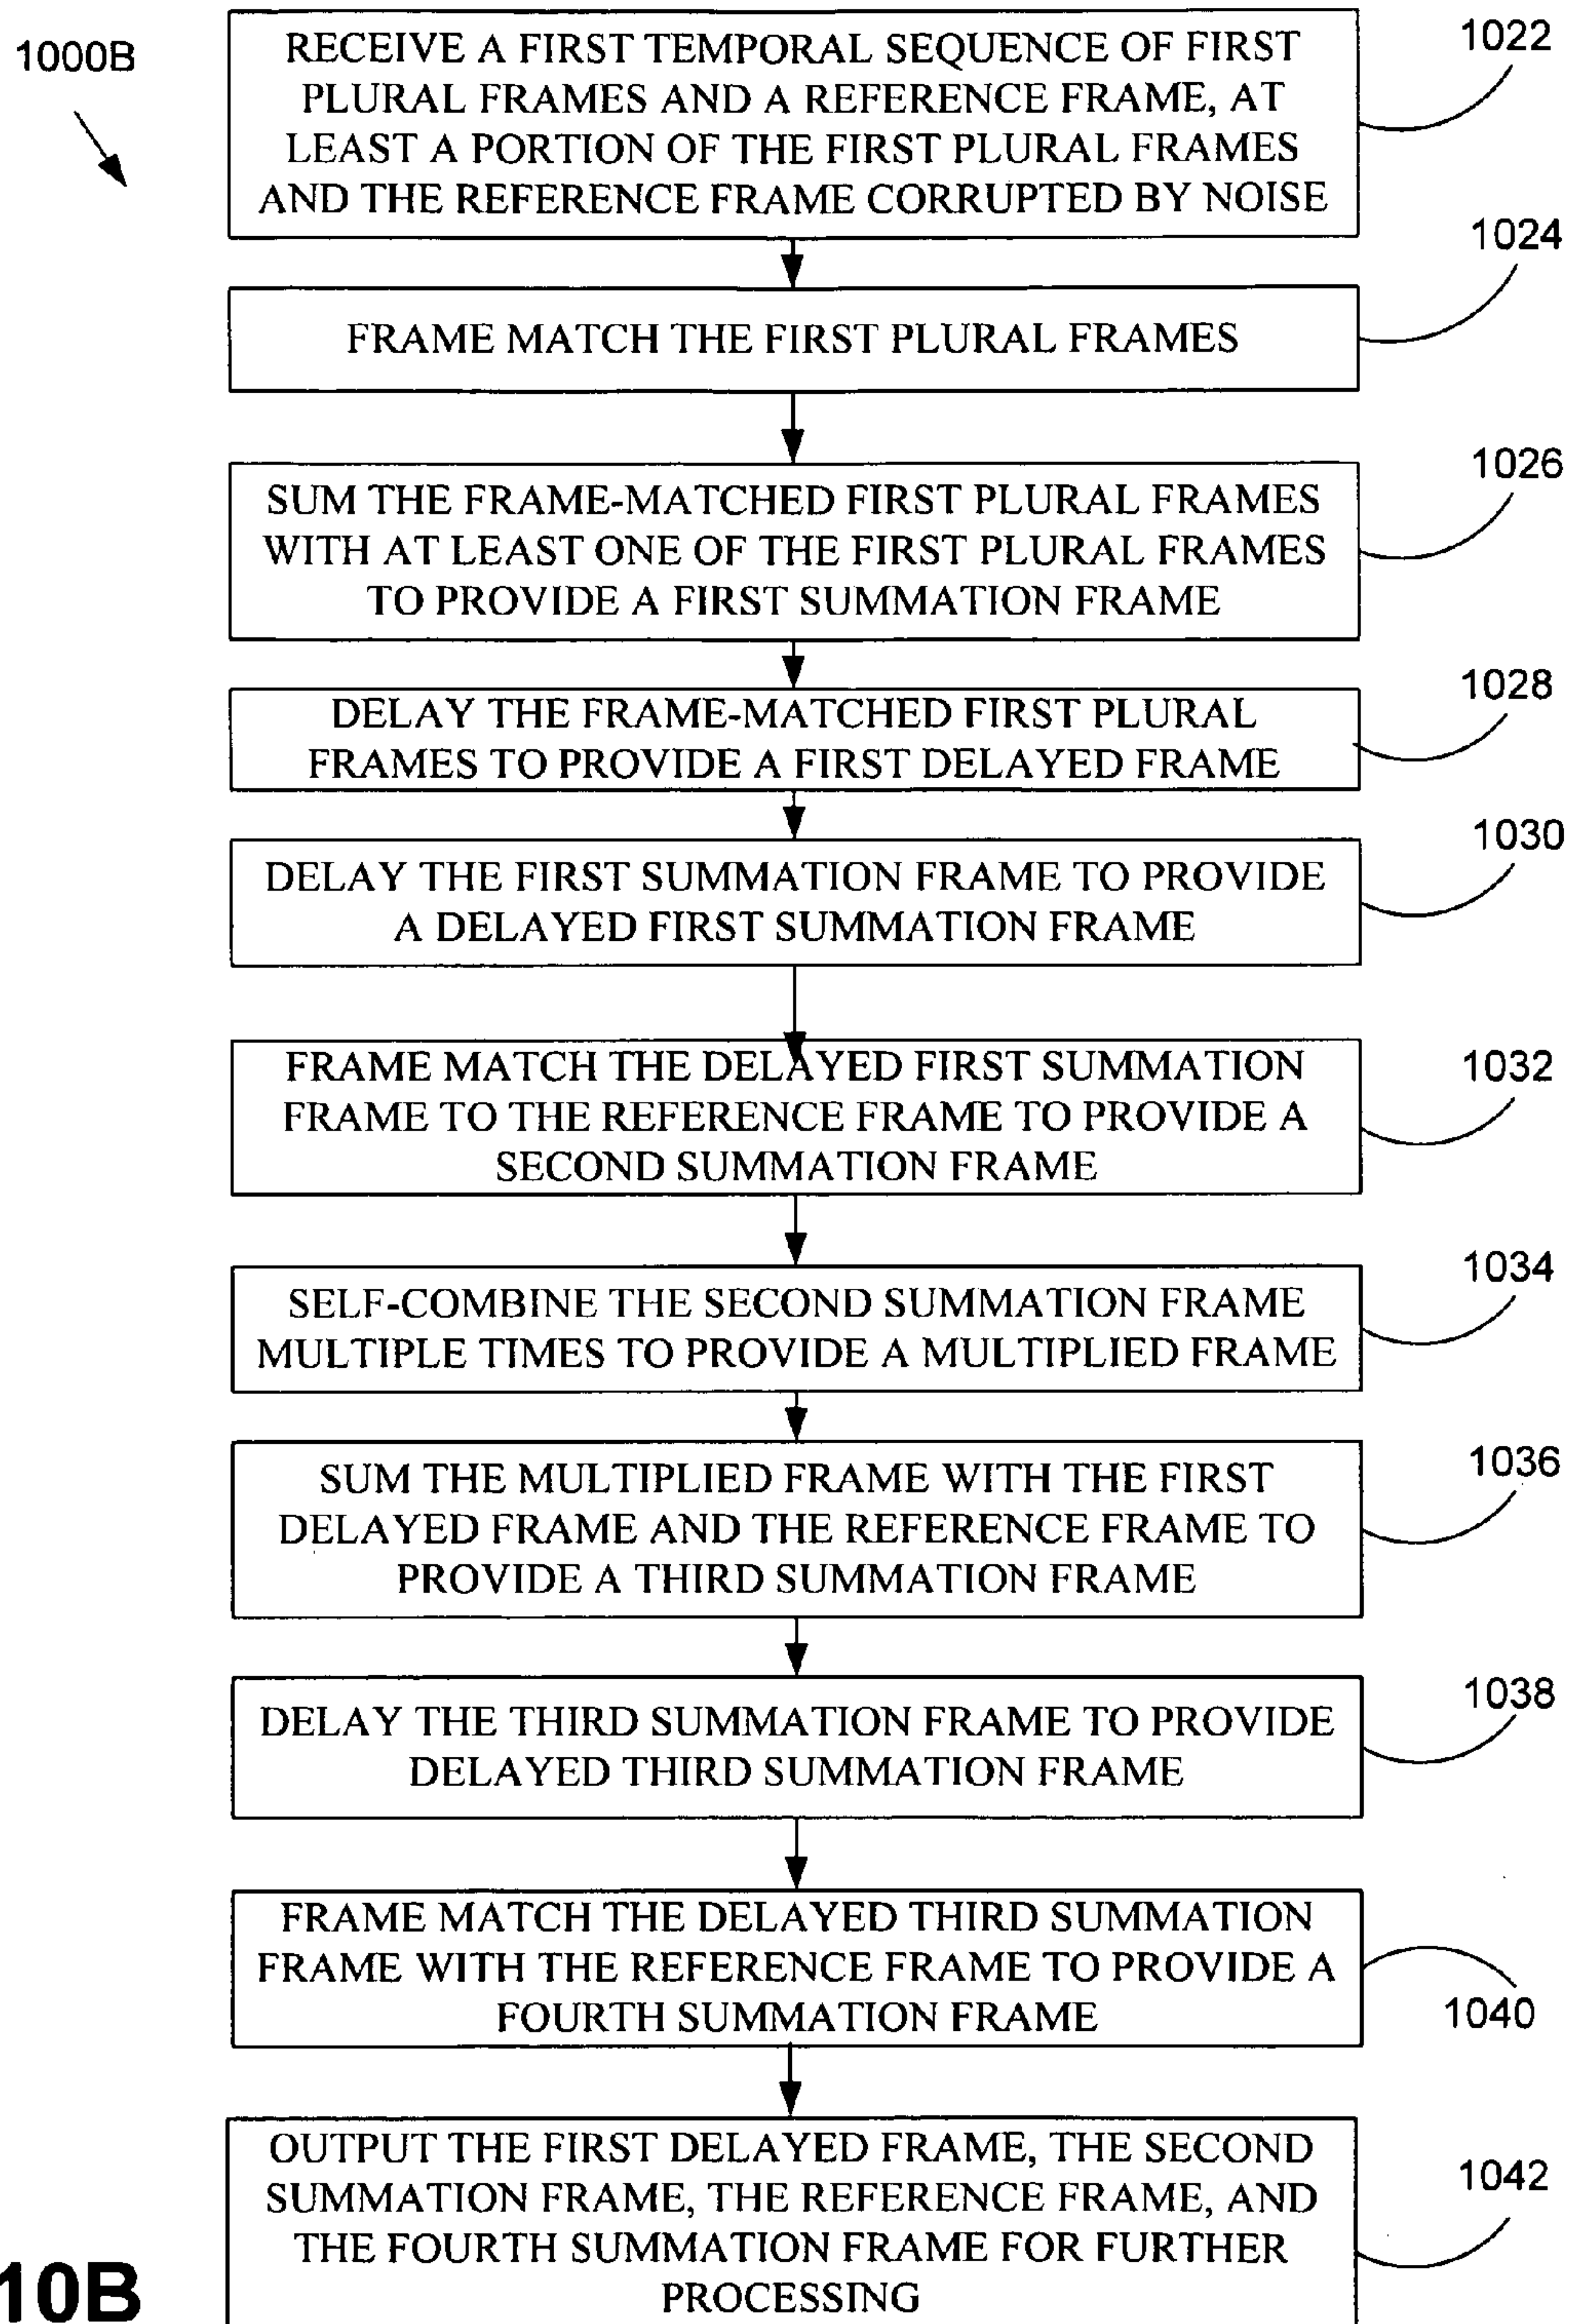 1000B
RECEIVE A FIRST TEMPORAL SEQUENCE OF FIRST
PLURAL FRAMES AND A REFERENCE FRAME, AT
LEAST A PORTION OF THE FIRST PLURAL FRAMES
AND THE REFERENCE FRAME CORRUPTED BY NOISE
1022
FRAME MATCH THE FIRST PLURAL FRAMES
1024
SUM THE FRAME-MATCHED FIRST PLURAL FRAMES
WITH AT LEAST ONE OF THE FIRST PLURAL FRAMES
TO PROVIDE A FIRST SUMMATION FRAME
1026
DELAY THE FRAME-MATCHED FIRST PLURAL
FRAMES TO PROVIDE A FIRST DELAYED FRAME
1028
DELAY THE FIRST SUMMATION FRAME TO PROVIDE
A DELAYED FIRST SUMMATION FRAME
1030
FRAME MATCH THE DELAYED FIRST SUMMATION
FRAME TO THE REFERENCE FRAME TO PROVIDE A
SECOND SUMMATION FRAME
1032
SELF-COMBINE THE SECOND SUMMATION FRAME
MULTIPLE TIMES TO PROVIDE A MULTIPLIED FRAME
1034
SUM THE MULTIPLIED FRAME WITH THE FIRST
DELAYED FRAME AND THE REFERENCE FRAME TO
PROVIDE A THIRD SUMMATION FRAME
1036
DELAY THE THIRD SUMMATION FRAME TO PROVIDE
DELAYED THIRD SUMMATION FRAME
1038
FRAME MATCH THE DELAYED THIRD SUMMATION
FRAME WITH THE REFERENCE FRAME TO PROVIDE A
FOURTH SUMMATION FRAME
1040
OUTPUT THE FIRST DELAYED FRAME, THE SECOND
SUMMATION FRAME, THE REFERENCE FRAME, AND
THE FOURTH SUMMATION FRAME FOR FURTHER
PROCESSING
1042
10B